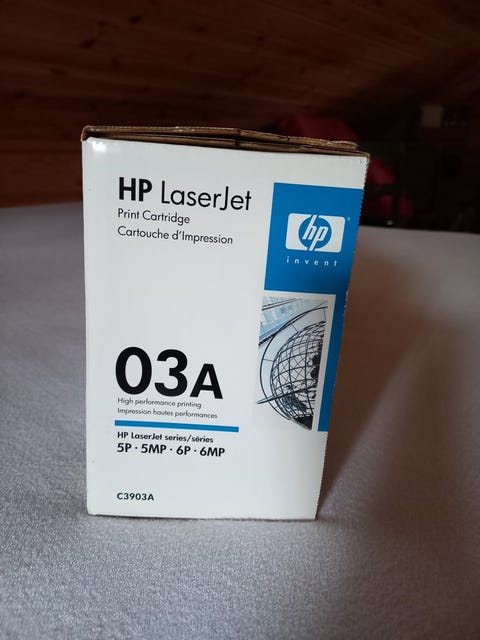 HP LaserJet
Print Cartridge
Cartouche d'Impression
hp
®
invent
03A
High performance printing
Impression hautes performances
HP LaserJet series/séries
5P · 5MP · 6P · 6MP
C3903A